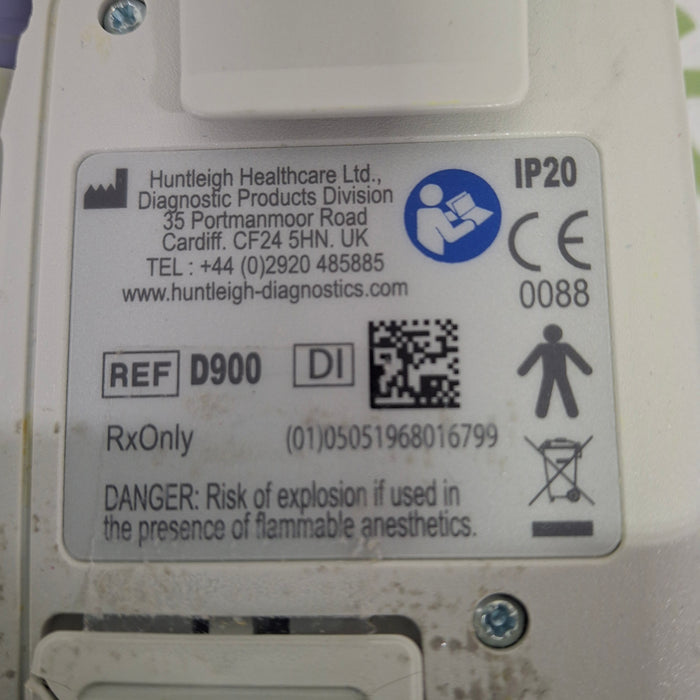 Huntleigh Healthcare Ltd.,
Diagnostic Products Division
35 Portmanmoor Road
Cardiff. CF24 5HN. UK
TEL : +44 (0)2920 485885
www.huntleigh-diagnostics.com
IP20
CE
0088
REF D900 DI
RxOnly (01)05051968016799
DANGER: Risk of explosion if used in
the presence of flammable anesthetics.